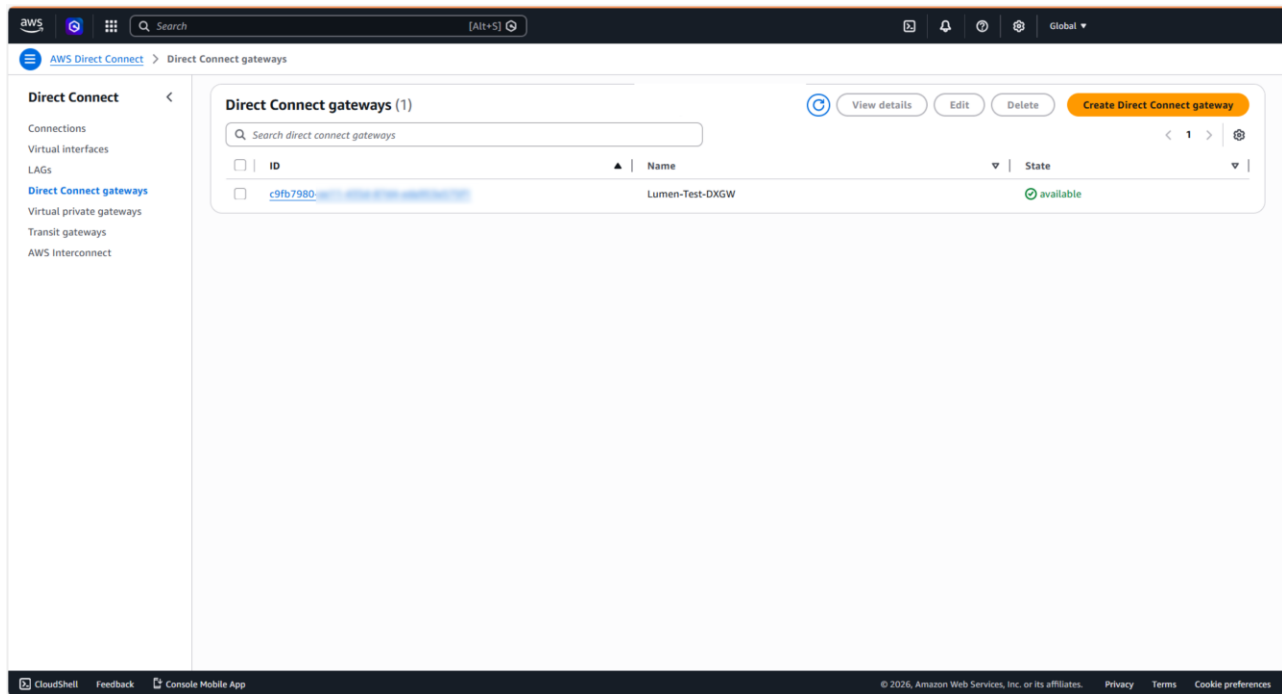 aws Search [Alt+S] Global
AWS Direct Connect > Direct Connect gateways
Direct Connect
Connections
Virtual interfaces
LAGs
Direct Connect gateways
Virtual private gateways
Transit gateways
AWS Interconnect
Direct Connect gateways (1) View details Edit Delete Create Direct Connect gateway
Search direct connect gateways 1
ID Name State
c9fb7980- Lumen-Test-DXGW available
CloudShell Feedback Console Mobile App © 2026, Amazon Web Services, Inc. or its affiliates. Privacy Terms Cookie preferences